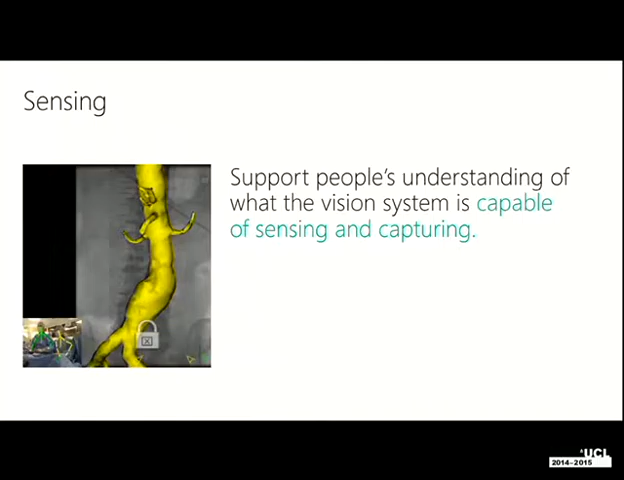 Sensing
Support people's understanding of
what the vision system is capable
of sensing and capturing.
UCL
2014-2015